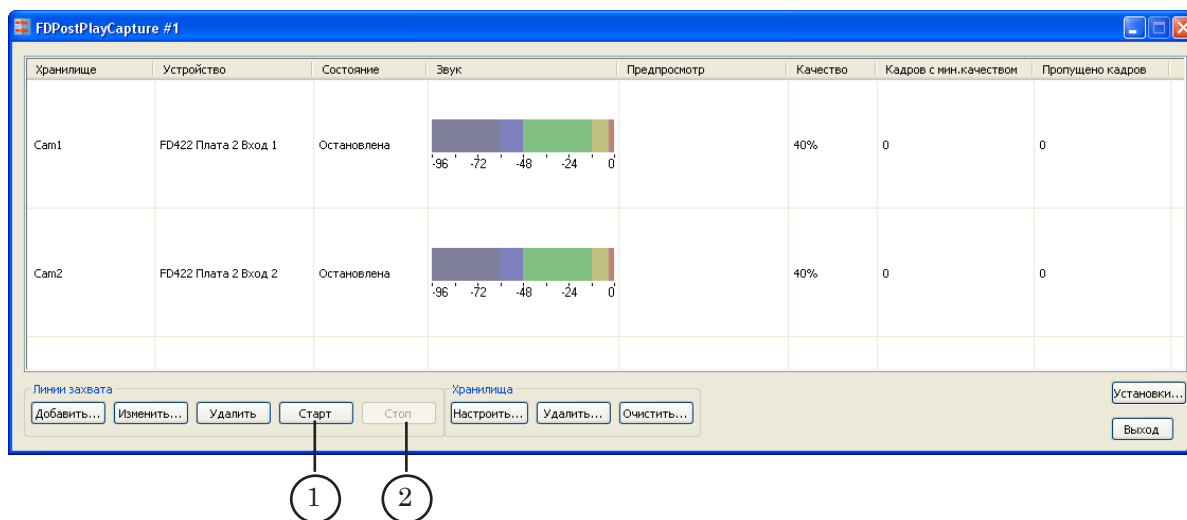 FDPostPlayCapture #1
Хранилище Устройство Состояние Звук Предпросмотр Качество Кадров с мин.качеством Пропущено кадров
Cam1 FD422 Плата 2 Вход 1 Остановлена 40% 0 0
-96 -72 -48 -24 0
Cam2 FD422 Плата 2 Вход 2 Остановлена 40% 0 0
-96 -72 -48 -24 0
Линии захвата Хранилища
Установки...
Добавить... Изменить... Удалить Старт Стоп Настроить... Удалить... Очистить...
Выход
1 2